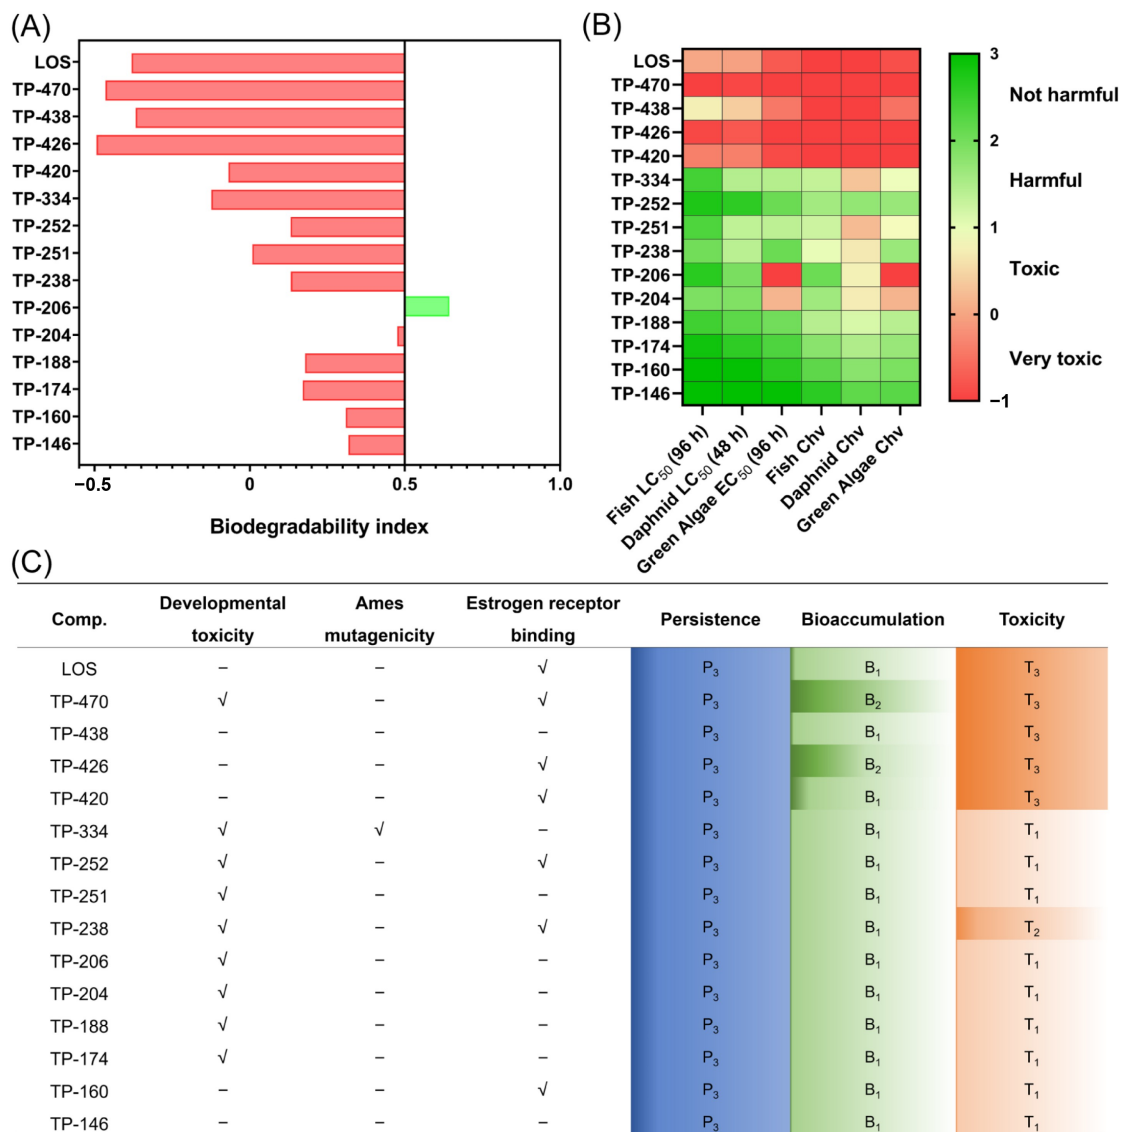 (A)
LOS
TP-470
TP-438
TP-426
TP-420
TP-334
TP-252
TP-251
TP-238
TP-206
TP-204
TP-188
TP-174
TP-160
TP-146
−0.5 0 0.5 1.0
Biodegradability index
(B)
LOS
TP-470
TP-438
TP-426
TP-420
TP-334
TP-252
TP-251
TP-238
TP-206
TP-204
TP-188
TP-174
TP-160
TP-146
Fish LC50 (96 h)
Daphnid LC50 (48 h)
Green Algae EC50 (96 h)
Fish Chv
Daphnid Chv
Green Algae Chv
3
Not harmful
2
Harmful
1
Toxic
0
Very toxic
−1
(C)
Comp. Developmental toxicity Ames mutagenicity Estrogen receptor binding Persistence Bioaccumulation Toxicity
LOS – – √ P3 B1 T3
TP-470 √ – √ P3 B2 T3
TP-438 – – – P3 B1 T3
TP-426 – – √ P3 B2 T3
TP-420 – – √ P3 B1 T3
TP-334 √ √ – P3 B1 T1
TP-252 √ – √ P3 B1 T1
TP-251 √ – – P3 B1 T1
TP-238 √ – √ P3 B1 T2
TP-206 √ – – P3 B1 T1
TP-204 √ – – P3 B1 T1
TP-188 √ – – P3 B1 T1
TP-174 √ – – P3 B1 T1
TP-160 – – √ P3 B1 T1
TP-146 – – – P3 B1 T1